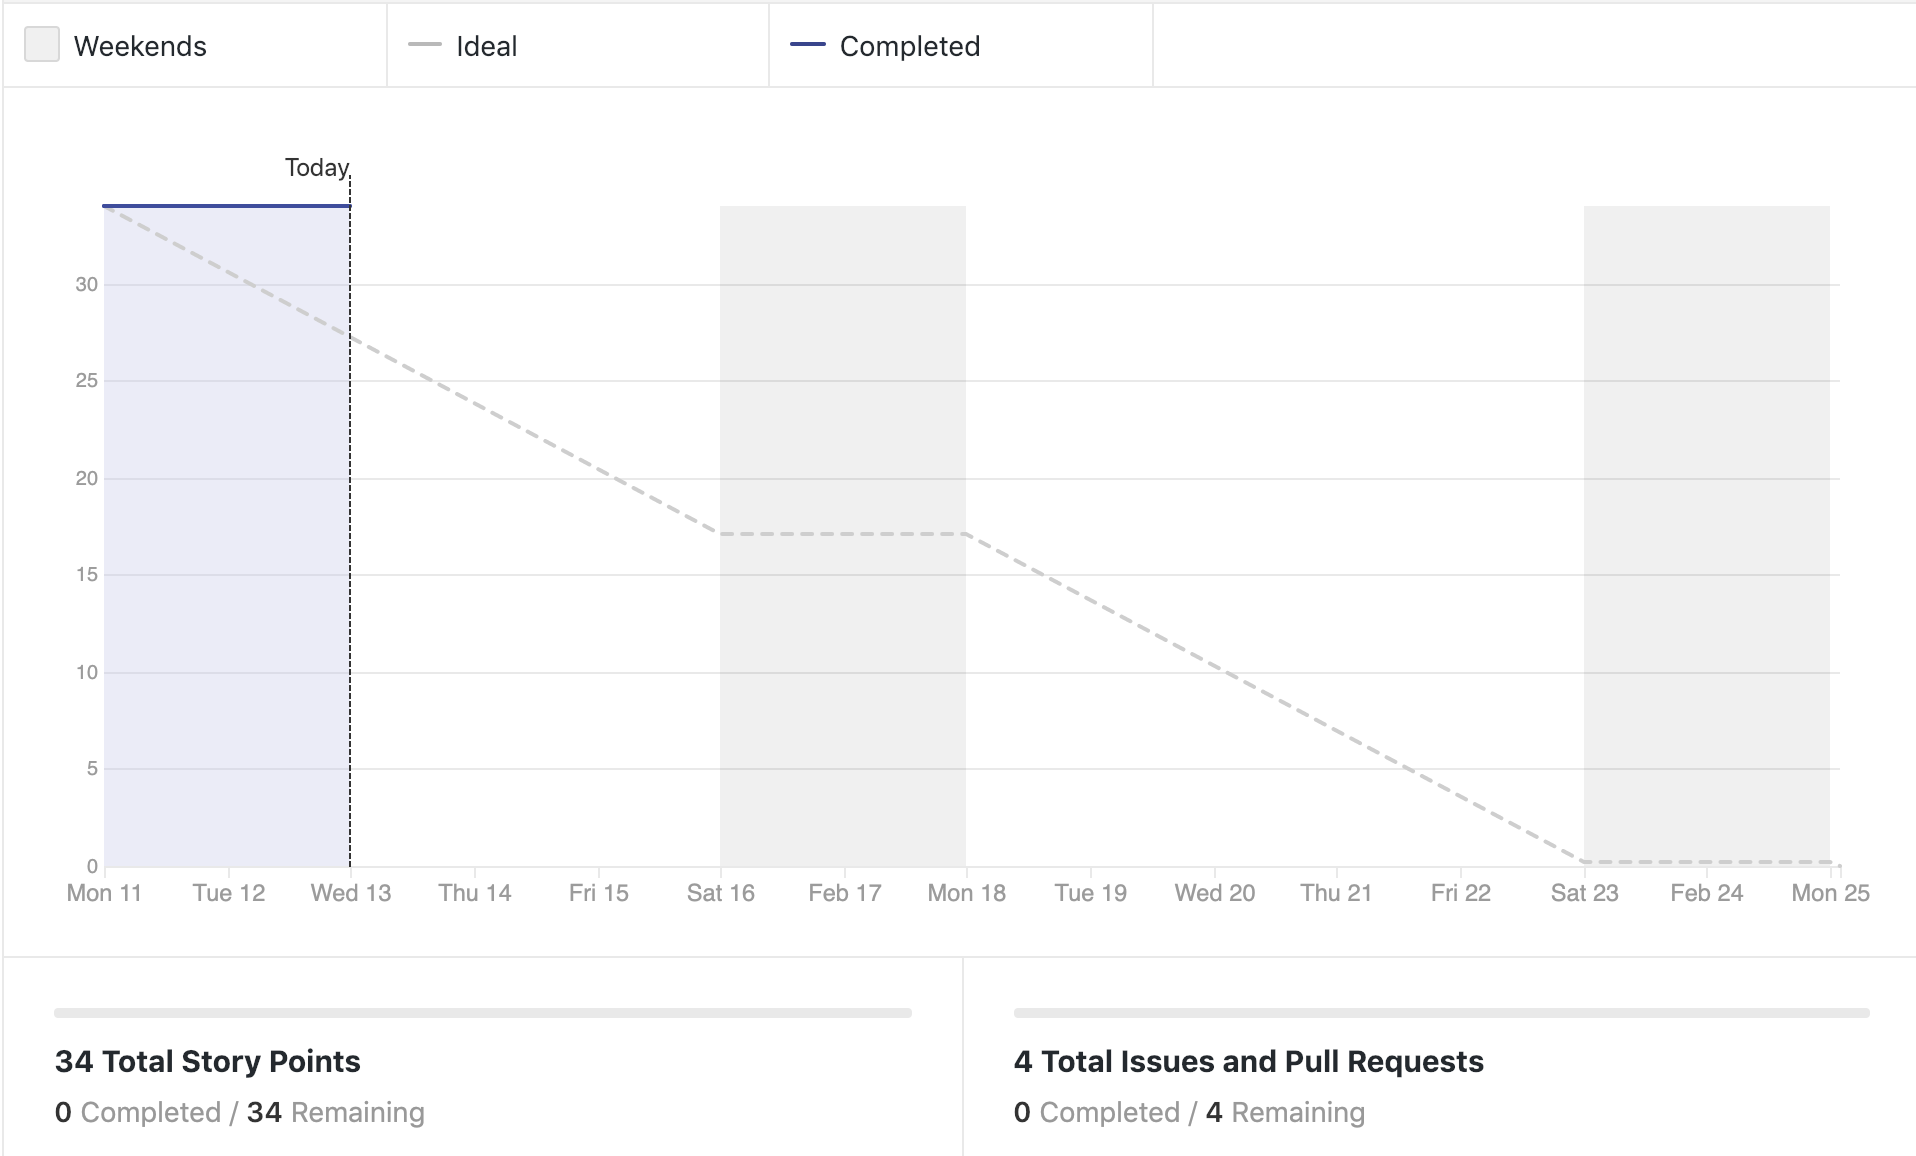 Weekends
Ideal
Completed
Today
30
25
20
15
10
5
0
Mon 11 Tue 12 Wed 13 Thu 14 Fri 15 Sat 16 Feb 17 Mon 18 Tue 19 Wed 20 Thu 21 Fri 22 Sat 23 Feb 24 Mon 25
34 Total Story Points
0 Completed / 34 Remaining
4 Total Issues and Pull Requests
0 Completed / 4 Remaining